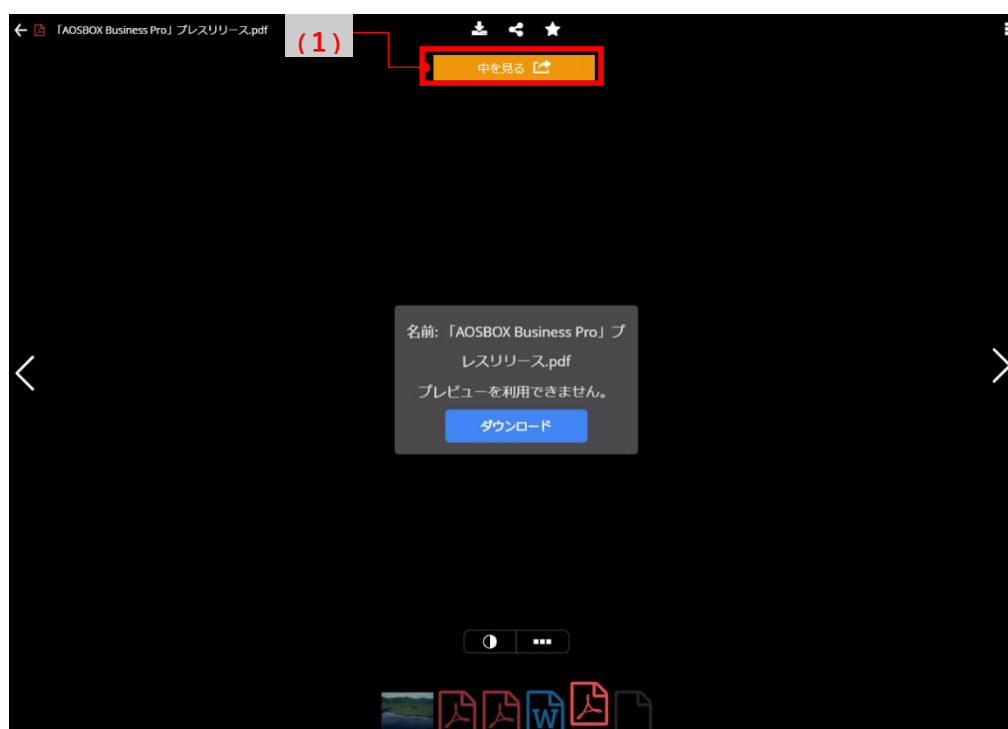 「AOSBOX Business Pro」プレスリリース.pdf
(1)
中を見る
名前: 「AOSBOX Business Pro」プ
レスリリース.pdf
プレビューを利用できません。
ダウンロード
W